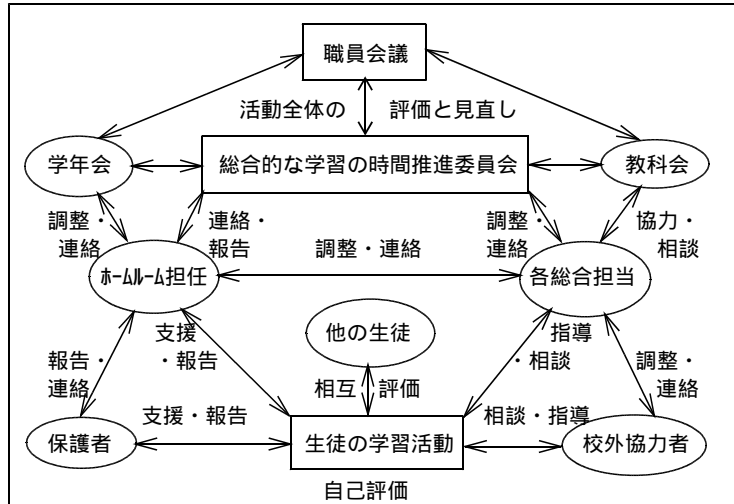 職員会議
活動全体の　評価と見直し
学年会
総合的な学習の時間推進委員会
教科会
調整・
連絡
連絡・
報告
調整・
連絡
協力・
相談
調整・連絡
ﾎｰﾑﾙｰﾑ担任
各総合担当
支援
・報告
他の生徒
指導
・相談
報告・
連絡
相互　評価
調整・
連絡
支援・報告
相談・指導
保護者
生徒の学習活動
校外協力者
自己評価